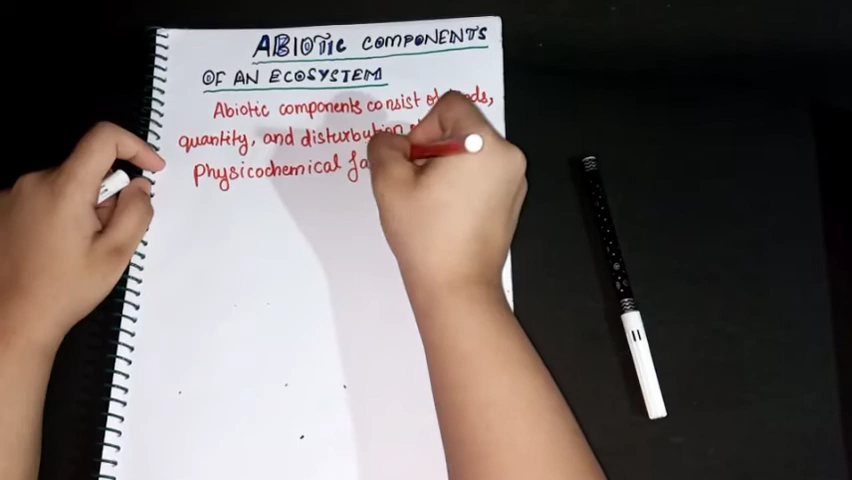 ABIOTIC COMPONENTS
OF AN ECOSYSTEM
Abiotic components consist of
quantity, and disturbution
Physicochemical